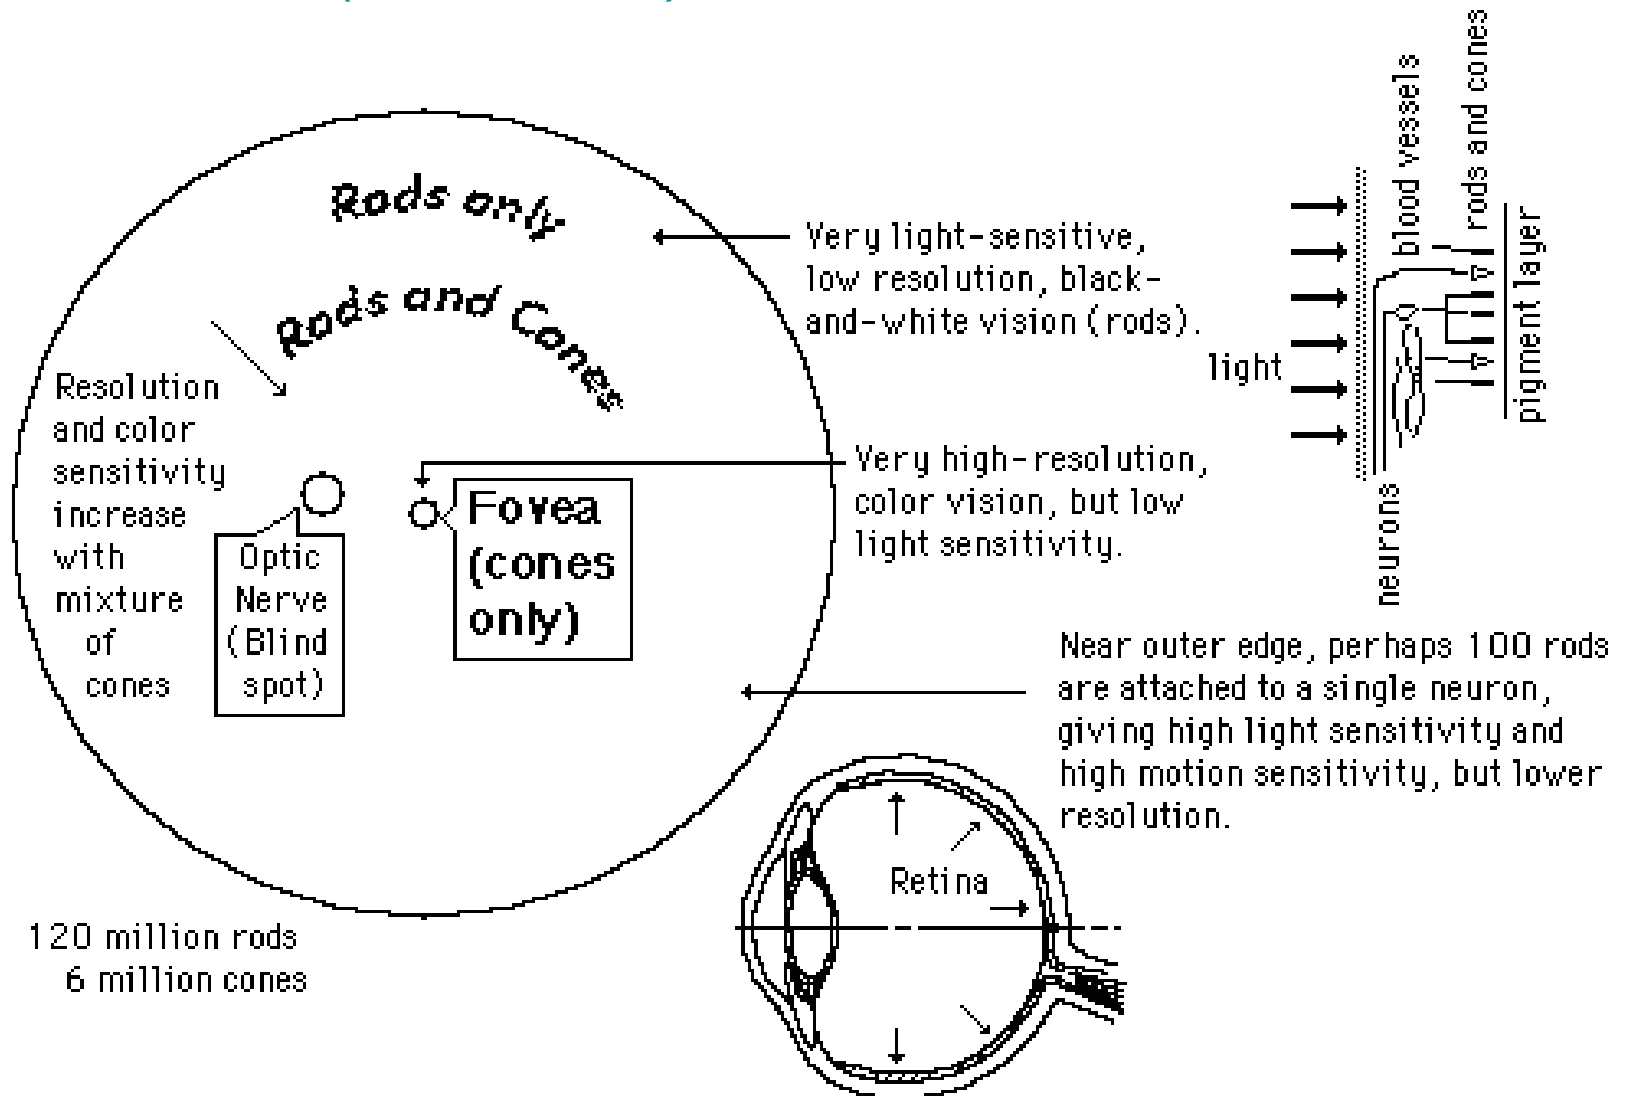 Rods only
Rods and Cones
Very light-sensitive,
low resolution, black-
and-white vision (rods).
Resolution
and color
sensitivity
increase
with
mixture
of
cones
Optic
Nerve
(Blind
spot)
Fovea
(cones
only)
Very high-resolution,
color vision, but low
light sensitivity.
light
blood vessels
rods and cones
pigment layer
neurons
Near outer edge, perhaps 100 rods
are attached to a single neuron,
giving high light sensitivity and
high motion sensitivity, but lower
resolution.
Retina
120 million rods
6 million cones